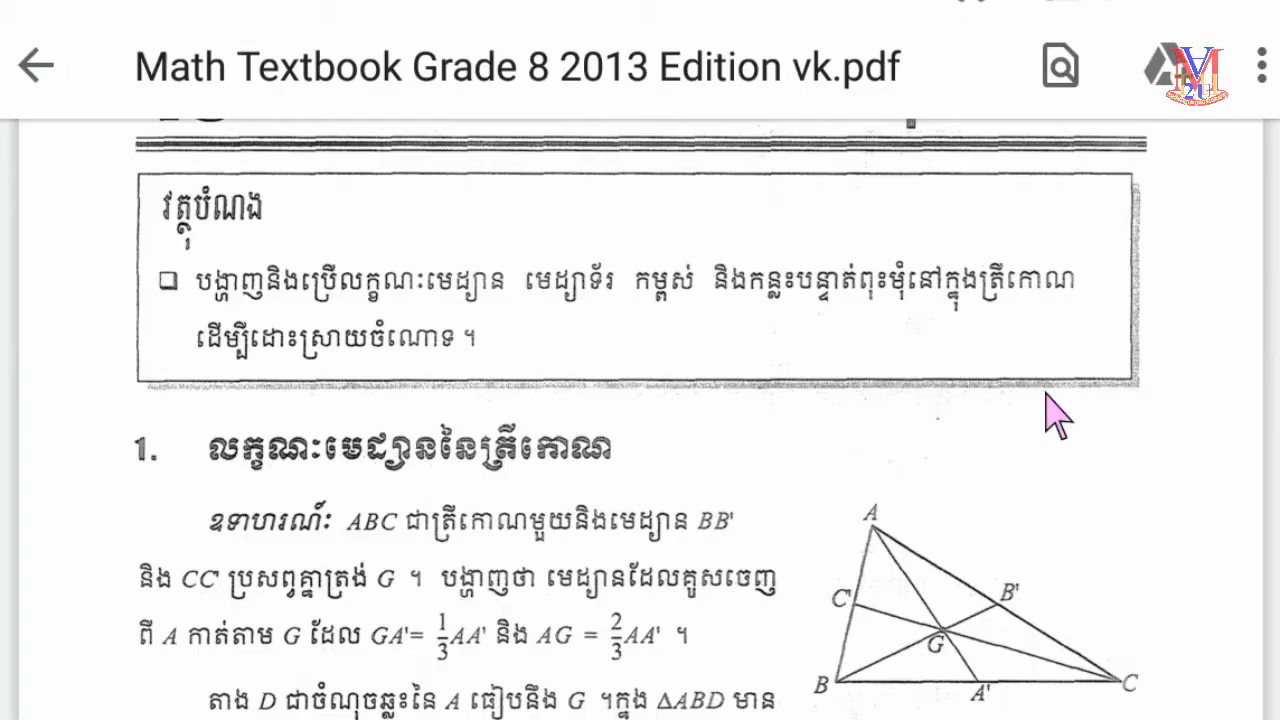 Math Textbook Grade 8 2013 Edition vk.pdf
វត្ថុបំណង
❑ បង្ហាញនិងប្រើលក្ខណៈមេដ្យាន មេដ្យាទ័រ កម្ពស់ និងកន្លះបន្ទាត់ពុះមុំនៅក្នុងត្រីកោណ
ដើម្បីដោះស្រាយចំណោទ ។
1. លក្ខណៈមេដ្យាននៃត្រីកោណ
ឧទាហរណ៍ៈ ABC ជាត្រីកោណមួយនិងមេដ្យាន BB'
និង CC' ប្រសព្វគ្នាត្រង់ G ។ បង្ហាញថា មេដ្យានដែលគូសចេញ
ពី A កាត់តាម G ដែល GA'= 1/3 AA' និង AG = 2/3 AA' ។
តាង D ជាចំណុចឆ្លុះនៃ A ធៀបនឹង G ។ក្នុង ΔABD មាន
A
C'
B'
G
B
A'
C